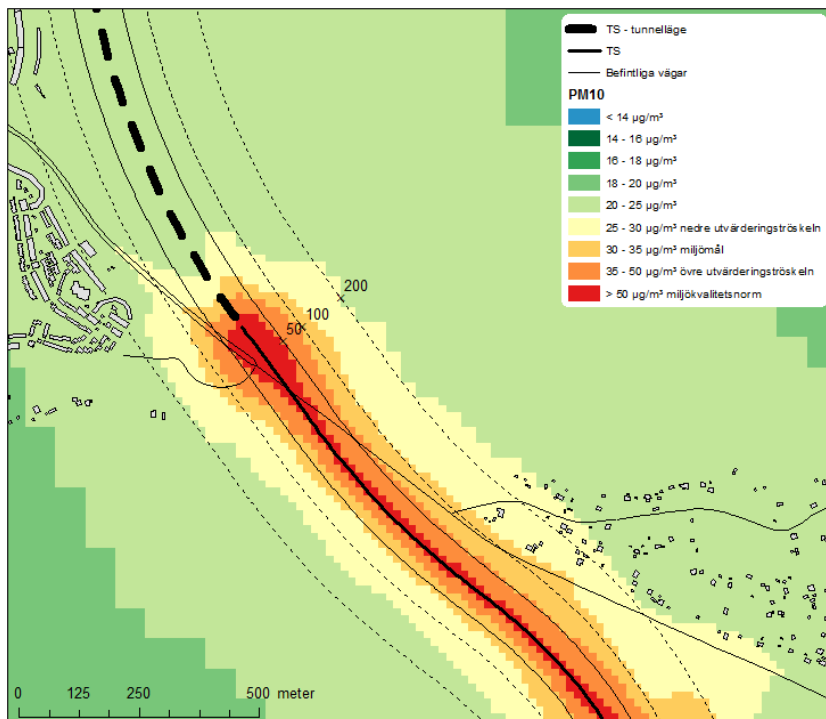 TS - tunnelläge
TS
Befintliga vägar
PM10
< 14 µg/m³
14 - 16 µg/m³
16 - 18 µg/m³
18 - 20 µg/m³
20 - 25 µg/m³
25 - 30 µg/m³ nedre utvärderingströskeln
30 - 35 µg/m³ miljömål
35 - 50 µg/m³ övre utvärderingströskeln
> 50 µg/m³ miljökvalitetsnorm
200
100
50
0 125 250 500 meter